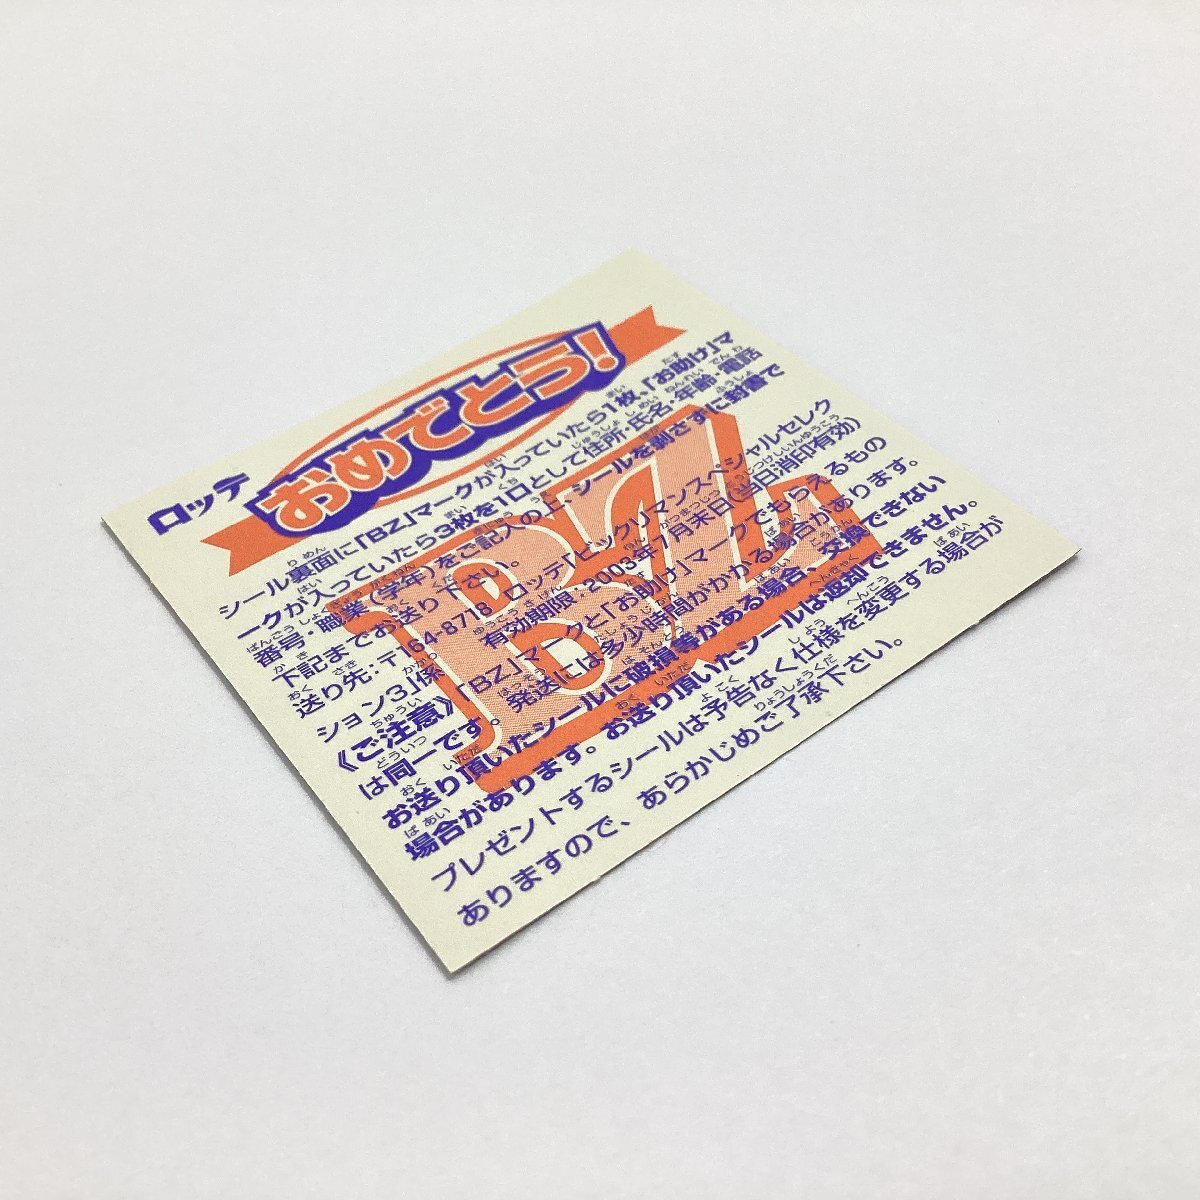 ロッテ
おめでとう!
シール裏面に「BZ」マークが入っていたら1枚、「お助け」マ
ークが入っていたら3枚を1口として住所・氏名・年齢・電話
番号・職業(学年)をご記入の上、シールを剥さずに封書で
下記までお送り下さい。
送り先:〒164-8718 ロッテ「ビックリマンスペシャルセレク
ション3」係 有効期限:2003年1月末日(当日消印有効)
《ご注意》「BZ」マークと「お助け」マークでもらえるもの
は同一です。発送には多少時間がかかる場合があります。
お送り頂いたシールに破損等がある場合、交換できない
場合があります。お送り頂いたシールは返却できません。
プレゼントするシールは予告なく仕様を変更する場合が
ありますので、あらかじめご了承下さい。
BZ